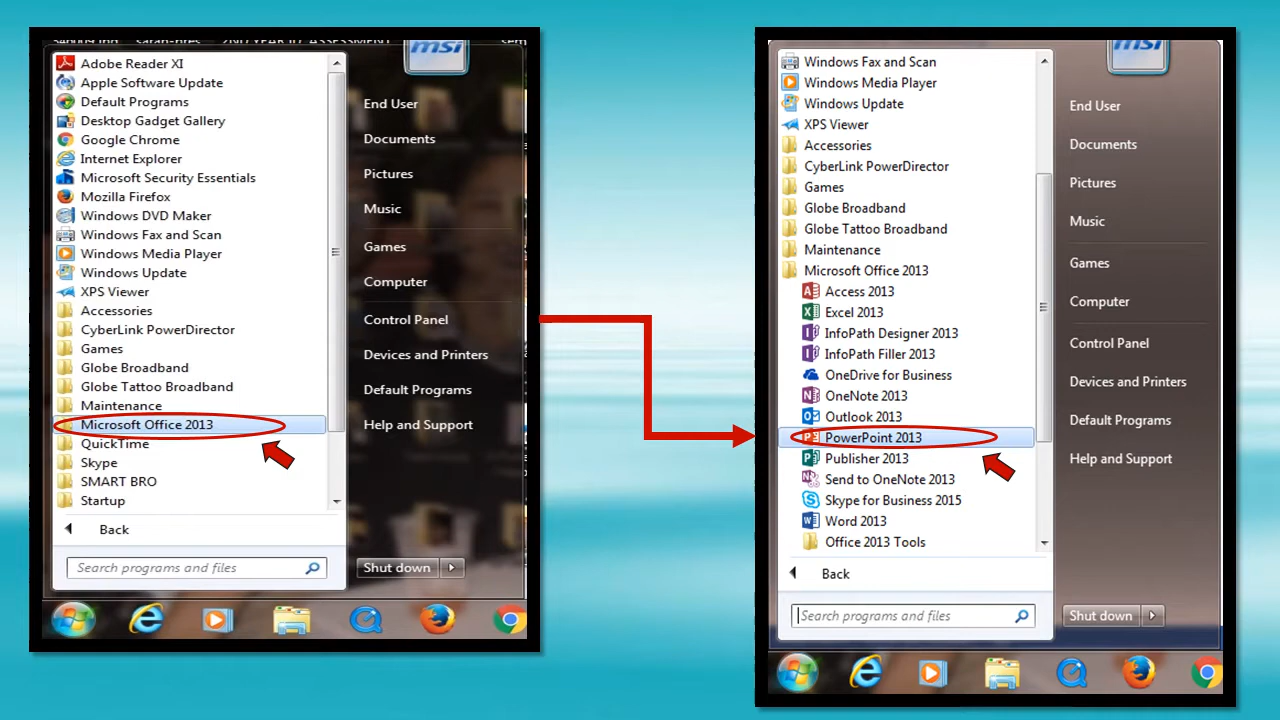 msi
Adobe Reader XI
Apple Software Update
Default Programs
Desktop Gadget Gallery
Google Chrome
Internet Explorer
Microsoft Security Essentials
Mozilla Firefox
Windows DVD Maker
Windows Fax and Scan
Windows Media Player
Windows Update
XPS Viewer
Accessories
CyberLink PowerDirector
Games
Globe Broadband
Globe Tattoo Broadband
Maintenance
Microsoft Office 2013
QuickTime
Skype
SMART BRO
Startup
Back
Search programs and files
End User
Documents
Pictures
Music
Games
Computer
Control Panel
Devices and Printers
Default Programs
Help and Support
Shut down
msi
Windows Fax and Scan
Windows Media Player
Windows Update
XPS Viewer
Accessories
CyberLink PowerDirector
Games
Globe Broadband
Globe Tattoo Broadband
Maintenance
Microsoft Office 2013
Access 2013
Excel 2013
InfoPath Designer 2013
InfoPath Filler 2013
OneDrive for Business
OneNote 2013
Outlook 2013
PowerPoint 2013
Publisher 2013
Send to OneNote 2013
Skype for Business 2015
Word 2013
Office 2013 Tools
Back
Search programs and files
End User
Documents
Pictures
Music
Games
Computer
Control Panel
Devices and Printers
Default Programs
Help and Support
Shut down